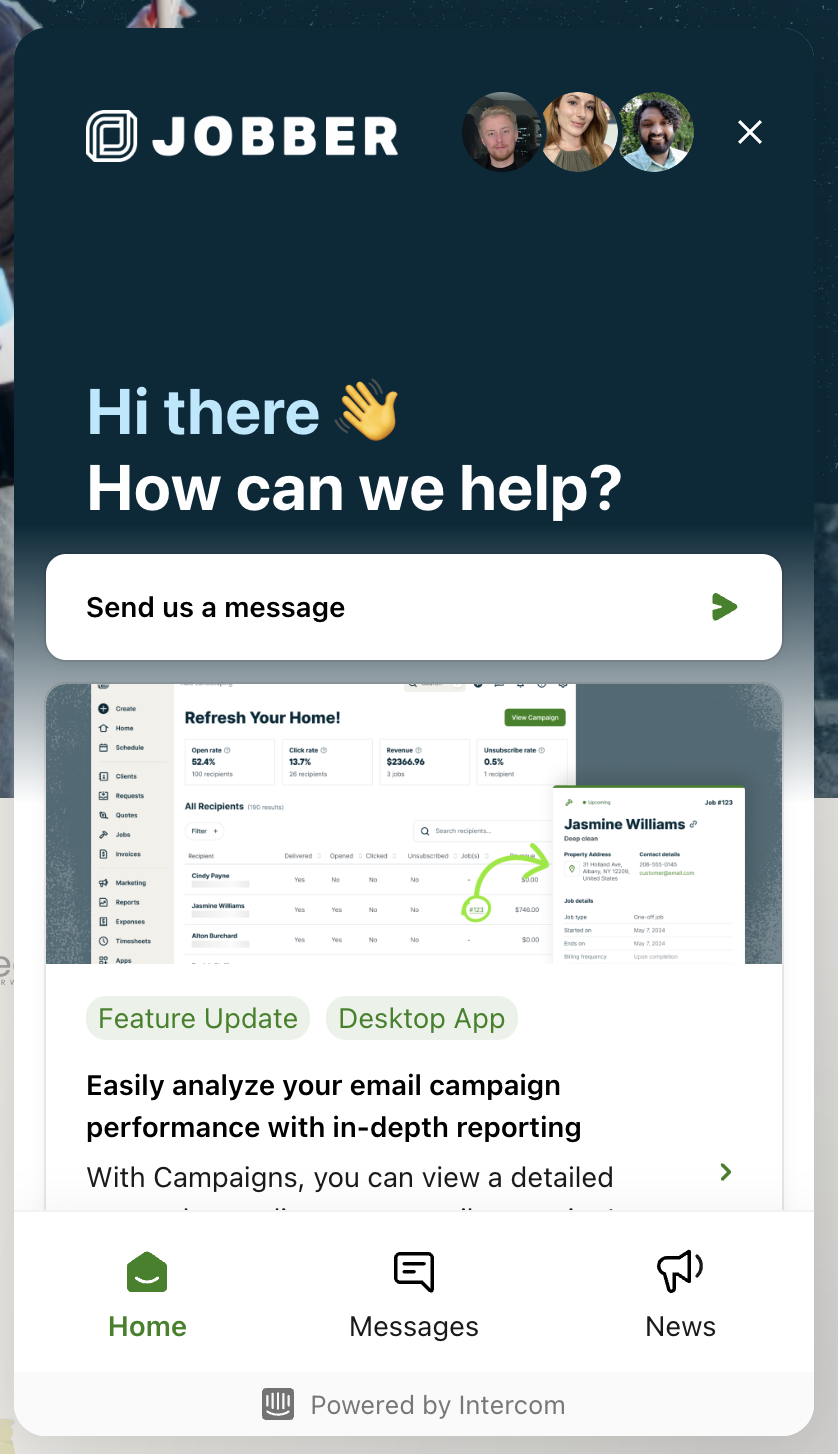 JOBBER
Hi there 👋
How can we help?
Send us a message
Create
Home
Schedule
Clients
Requests
Quotes
Jobs
Invoices
Marketing
Reports
Expenses
Timesheets
Apps
Refresh Your Home!
View Campaign
Open rate
52.4%
100 recipients
Click rate
13.7%
26 recipients
Revenue
$2366.96
3 jobs
Unsubscribe rate
0.5%
1 recipient
All Recipients (190 results)
Filter +
Search recipients...
Recipient Delivered Opened Clicked Unsubscribed Job(s)
Cindy Payne Yes No No No - $0.00
Jasmine Williams Yes Yes No No #123 $746.00
Alton Burchard Yes Yes No No - $0.00
Upcoming Job #123
Jasmine Williams
Deep clean
Property Address
31 Holland Ave,
Albany, NY 12209,
United States
Contact details
208-555-0145
customer@email.com
Job details
Job type One-off job
Started on May 7, 2024
Ends on May 7, 2024
Billing frequency Upon completion
Feature Update Desktop App
Easily analyze your email campaign
performance with in-depth reporting
With Campaigns, you can view a detailed
Home Messages News
Powered by Intercom